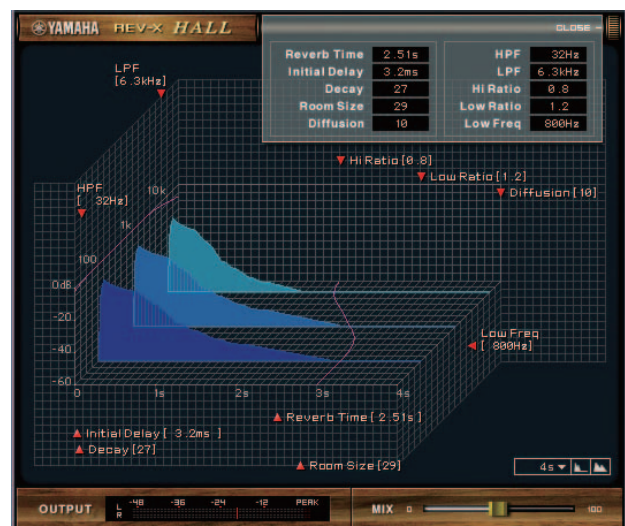 YAMAHA REV-X HALL
CLOSE -
Reverb Time 2.51s
Initial Delay 3.2ms
Decay 27
Room Size 29
Diffusion 10
HPF 32Hz
LPF 6.3kHz
Hi Ratio 0.8
Low Ratio 1.2
Low Freq 800Hz
LPF
[6.3kHz]
Hi Ratio [0.8]
Low Ratio [1.2]
Diffusion [10]
HPF
[ 32Hz]
10k
1k
100
0dB
-20
-40
-60
0 1s 2s 3s 4s
Low Freq
[ 800Hz]
Reverb Time [ 2.51s ]
Initial Delay [ 3.2ms ]
Decay [27]
Room Size [29]
4s
OUTPUT L R -48 -36 -24 -12 PEAK
MIX 0 100